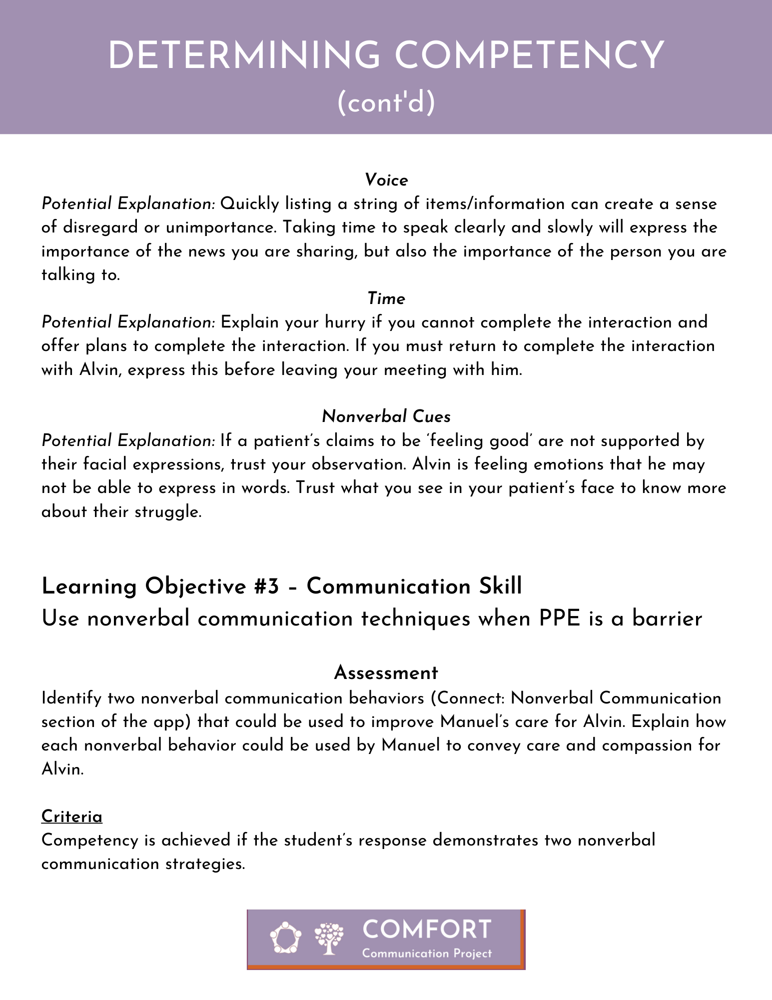 DETERMINING COMPETENCY
(cont'd)
Voice
Potential Explanation: Quickly listing a string of items/information can create a sense
of disregard or unimportance. Taking time to speak clearly and slowly will express the
importance of the news you are sharing, but also the importance of the person you are
talking to.
Time
Potential Explanation: Explain your hurry if you cannot complete the interaction and
offer plans to complete the interaction. If you must return to complete the interaction
with Alvin, express this before leaving your meeting with him.
Nonverbal Cues
Potential Explanation: If a patient’s claims to be ‘feeling good’ are not supported by
their facial expressions, trust your observation. Alvin is feeling emotions that he may
not be able to express in words. Trust what you see in your patient’s face to know more
about their struggle.
Learning Objective #3 – Communication Skill
Use nonverbal communication techniques when PPE is a barrier
Assessment
Identify two nonverbal communication behaviors (Connect: Nonverbal Communication
section of the app) that could be used to improve Manuel’s care for Alvin. Explain how
each nonverbal behavior could be used by Manuel to convey care and compassion for
Alvin.
Criteria
Competency is achieved if the student’s response demonstrates two nonverbal
communication strategies.
COMFORT
Communication Project